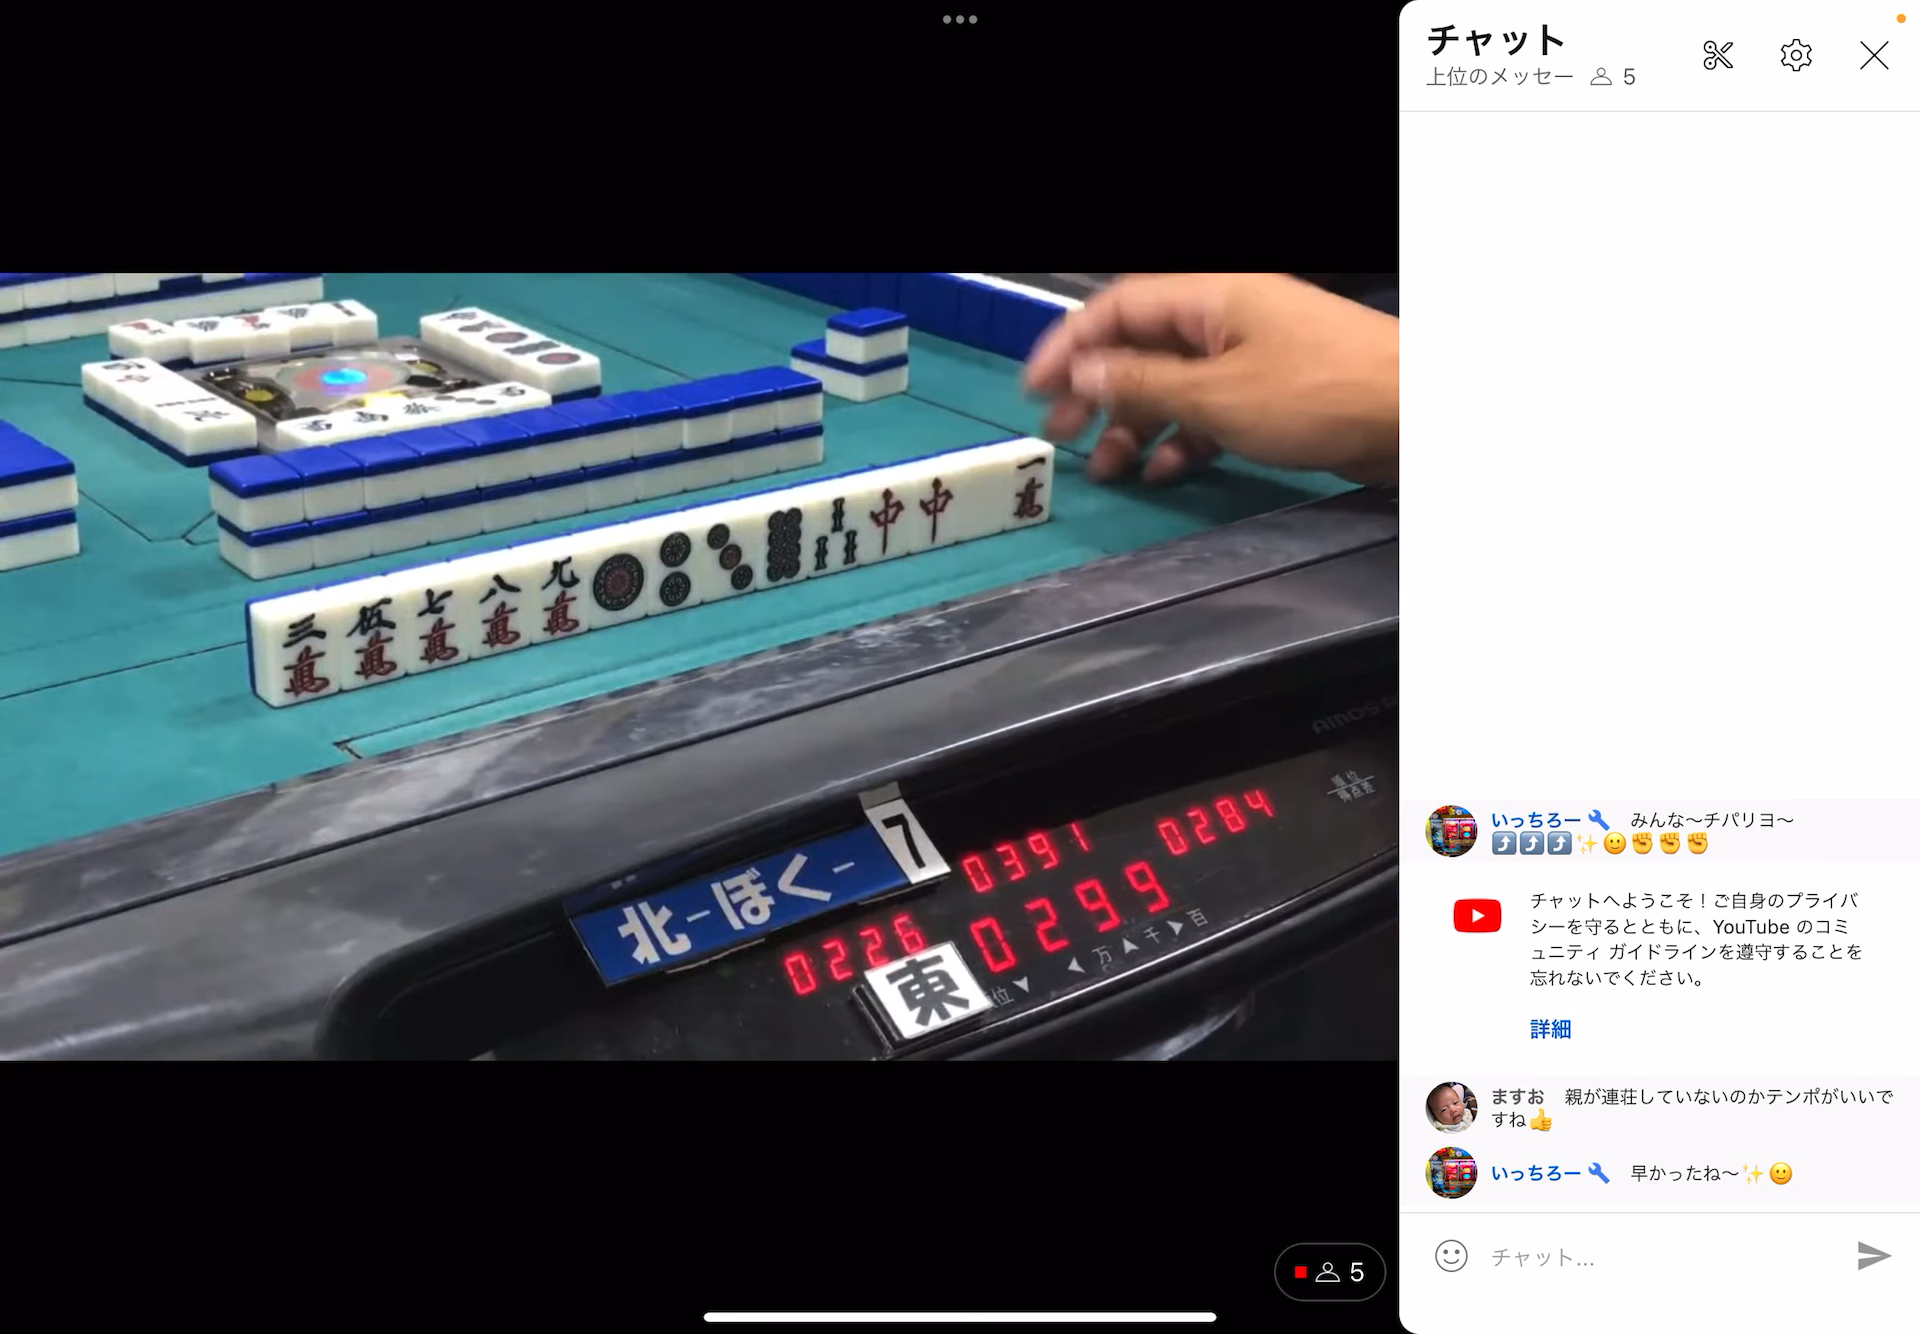 チャット
上位のメッセー 5
三 伍 七 八 九 中 中 一
萬 萬 萬 萬 萬 萬
AMOS
順位
得点差
7
北-ぼく-
0391
0284
0226
0299
東
位▼ ◀万▲千▶百
いっちろー みんな〜チパリヨ〜
⤴⤴⤴✨🙂✊✊✊
チャットへようこそ！ご自身のプライバ
シーを守るとともに、YouTube のコミ
ュニティ ガイドラインを遵守することを
忘れないでください。
詳細
ますお 親が連荘していないのかテンポがいいで
すね👍
いっちろー 早かったね〜✨🙂
チャット...
5